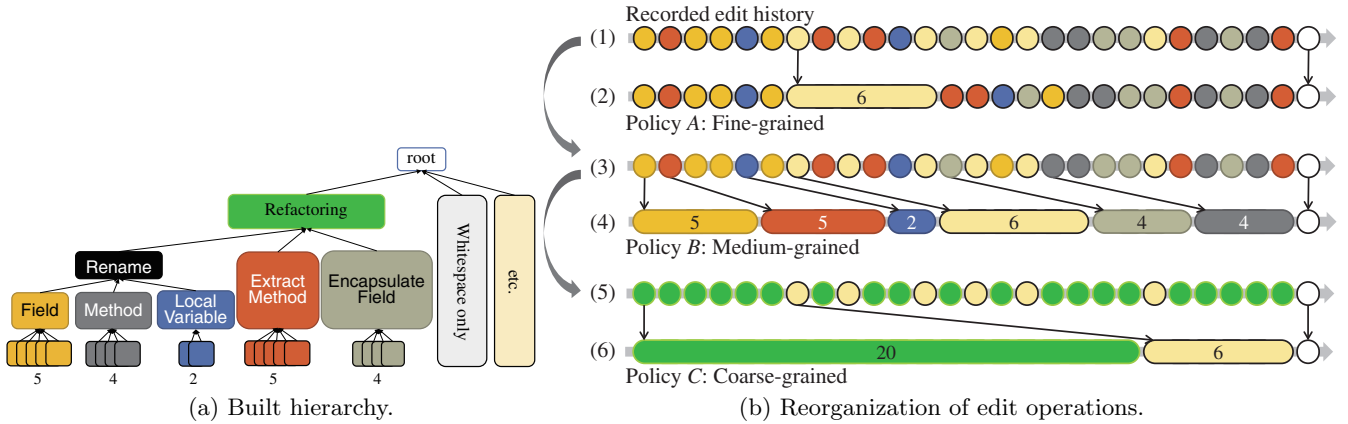 root
Refactoring
Rename
Field
Method
Local
Variable
Extract
Method
Encapsulate
Field
Whitespace only
etc.
5
4
2
5
4
(a) Built hierarchy.
Recorded edit history
(1)
(2)
6
Policy A: Fine-grained
(3)
(4)
5
5
2
6
4
4
Policy B: Medium-grained
(5)
(6)
20
6
Policy C: Coarse-grained
(b) Reorganization of edit operations.